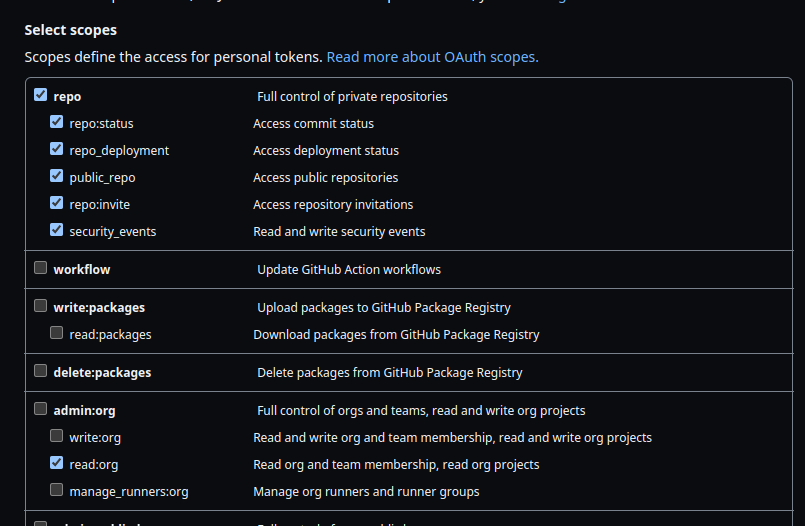 Select scopes
Scopes define the access for personal tokens. Read more about OAuth scopes.
repo Full control of private repositories
repo:status Access commit status
repo_deployment Access deployment status
public_repo Access public repositories
repo:invite Access repository invitations
security_events Read and write security events
workflow Update GitHub Action workflows
write:packages Upload packages to GitHub Package Registry
read:packages Download packages from GitHub Package Registry
delete:packages Delete packages from GitHub Package Registry
admin:org Full control of orgs and teams, read and write org projects
write:org Read and write org and team membership, read and write org projects
read:org Read org and team membership, read org projects
manage_runners:org Manage org runners and runner groups